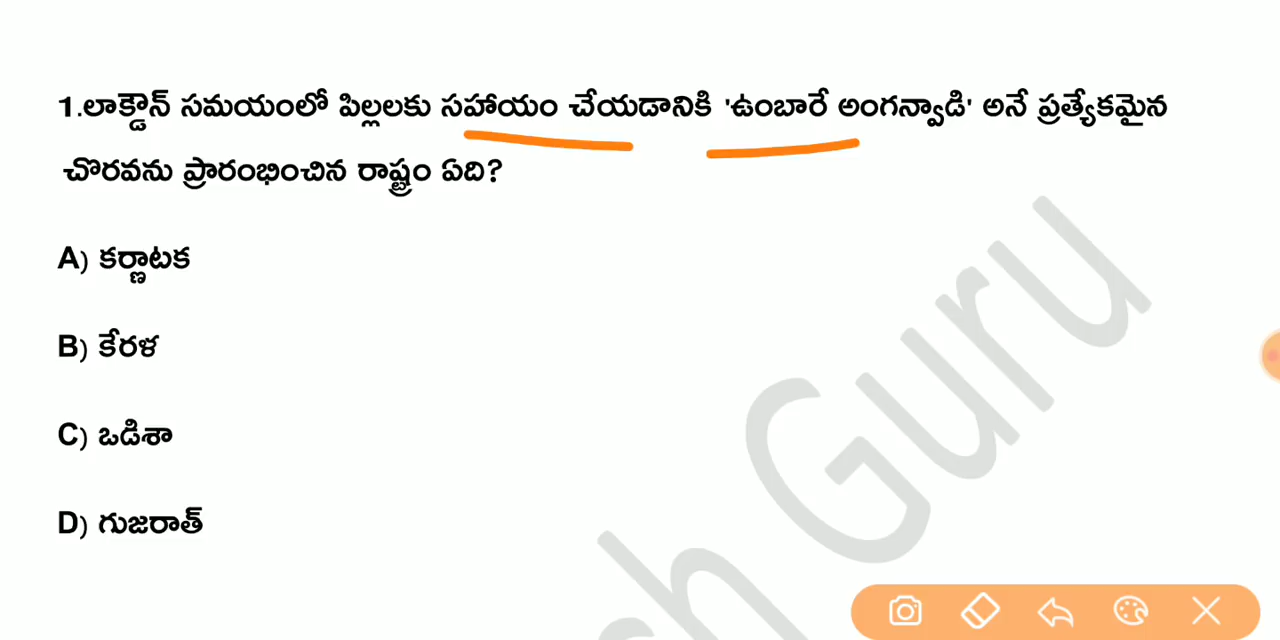 1.లాక్డౌన్ సమయంలో పిల్లలకు సహాయం చేయడానికి 'ఉంబారే అంగన్వాడి' అనే ప్రత్యేకమైన
చొరవను ప్రారంభించిన రాష్ట్రం ఏది?
A) కర్ణాటక
B) కేరళ
C) ఒడిశా
D) గుజరాత్
Guru